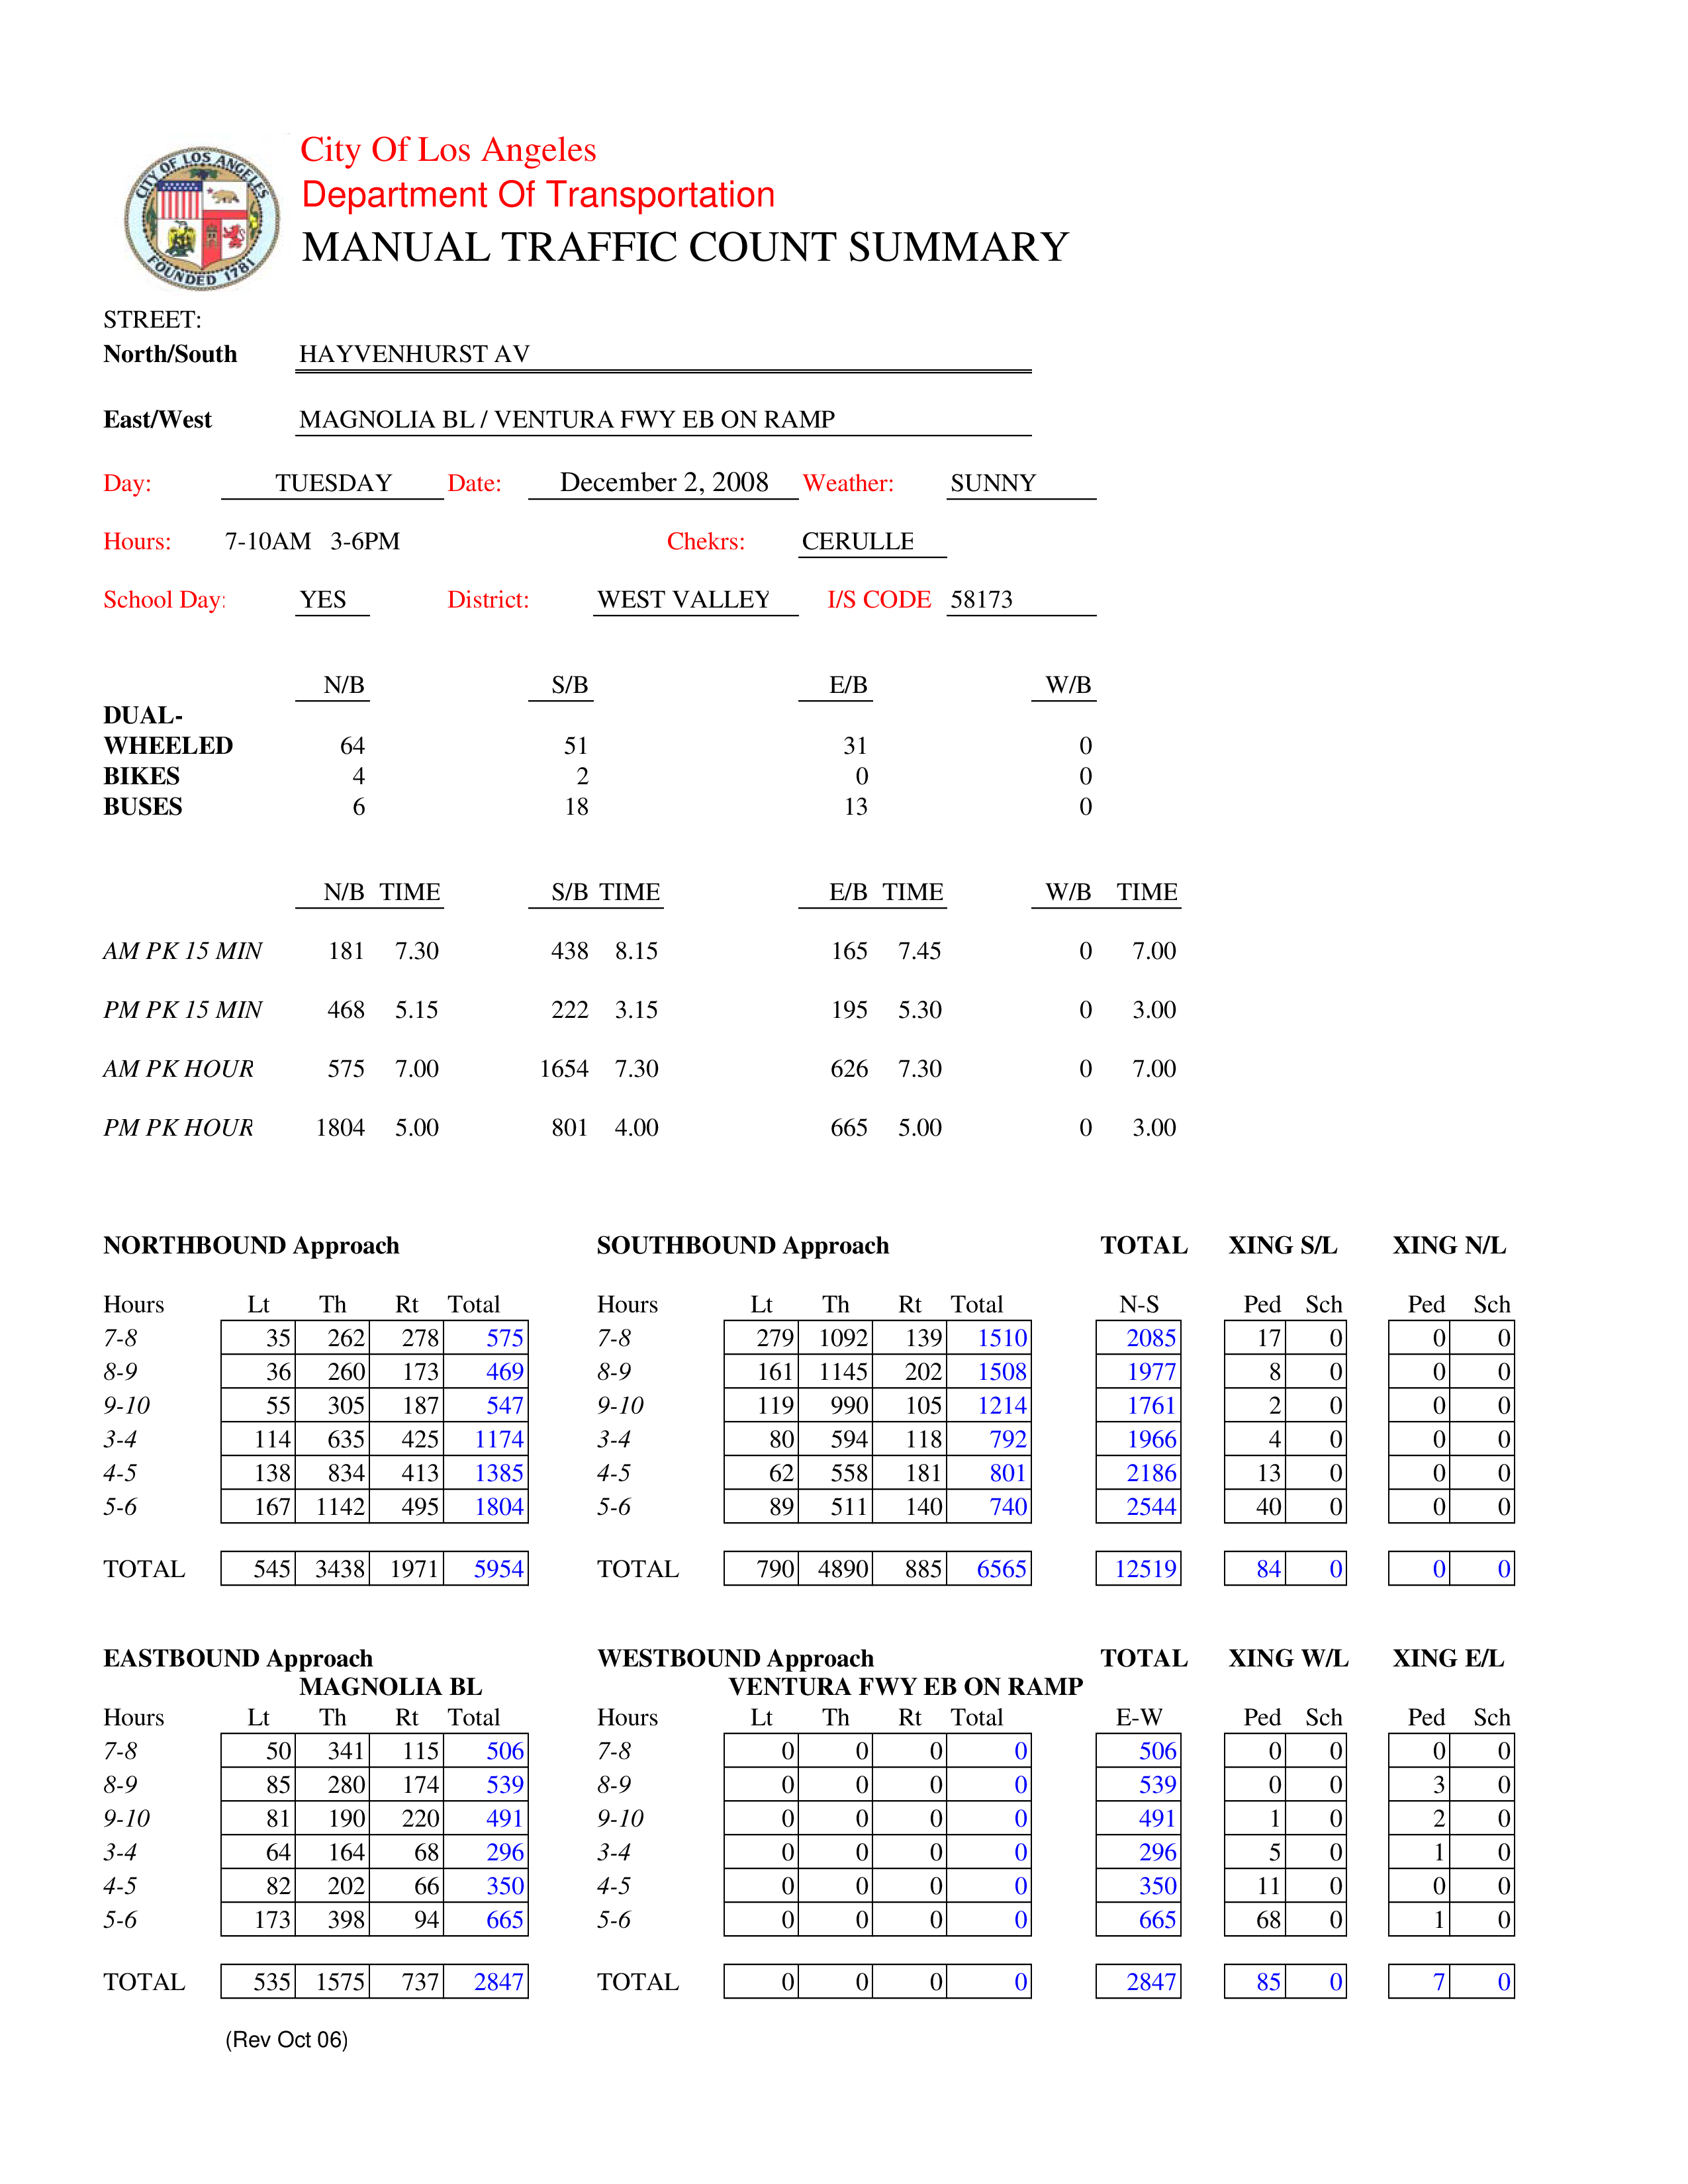 CITY OF LOS ANGELES
FOUNDED 1781
City Of Los Angeles
Department Of Transportation
MANUAL TRAFFIC COUNT SUMMARY
STREET:
North/South HAYVENHURST AV
East/West MAGNOLIA BL / VENTURA FWY EB ON RAMP
Day: TUESDAY Date: December 2, 2008 Weather: SUNNY
Hours: 7-10AM 3-6PM Chekrs: CERULLE
School Day: YES District: WEST VALLEY I/S CODE 58173
N/B S/B E/B W/B
DUAL-
WHEELED 64 51 31 0
BIKES 4 2 0 0
BUSES 6 18 13 0
N/B TIME S/B TIME E/B TIME W/B TIME
AM PK 15 MIN 181 7.30 438 8.15 165 7.45 0 7.00
PM PK 15 MIN 468 5.15 222 3.15 195 5.30 0 3.00
AM PK HOUR 575 7.00 1654 7.30 626 7.30 0 7.00
PM PK HOUR 1804 5.00 801 4.00 665 5.00 0 3.00
NORTHBOUND Approach SOUTHBOUND Approach TOTAL XING S/L XING N/L
Hours Lt Th Rt Total Hours Lt Th Rt Total N-S Ped Sch Ped Sch
7-8 35 262 278 575 7-8 279 1092 139 1510 2085 17 0 0 0
8-9 36 260 173 469 8-9 161 1145 202 1508 1977 8 0 0 0
9-10 55 305 187 547 9-10 119 990 105 1214 1761 2 0 0 0
3-4 114 635 425 1174 3-4 80 594 118 792 1966 4 0 0 0
4-5 138 834 413 1385 4-5 62 558 181 801 2186 13 0 0 0
5-6 167 1142 495 1804 5-6 89 511 140 740 2544 40 0 0 0
TOTAL 545 3438 1971 5954 TOTAL 790 4890 885 6565 12519 84 0 0 0
EASTBOUND Approach WESTBOUND Approach TOTAL XING W/L XING E/L
MAGNOLIA BL VENTURA FWY EB ON RAMP
Hours Lt Th Rt Total Hours Lt Th Rt Total E-W Ped Sch Ped Sch
7-8 50 341 115 506 7-8 0 0 0 0 506 0 0 0 0
8-9 85 280 174 539 8-9 0 0 0 0 539 0 0 3 0
9-10 81 190 220 491 9-10 0 0 0 0 491 1 0 2 0
3-4 64 164 68 296 3-4 0 0 0 0 296 5 0 1 0
4-5 82 202 66 350 4-5 0 0 0 0 350 11 0 0 0
5-6 173 398 94 665 5-6 0 0 0 0 665 68 0 1 0
TOTAL 535 1575 737 2847 TOTAL 0 0 0 0 2847 85 0 7 0
(Rev Oct 06)